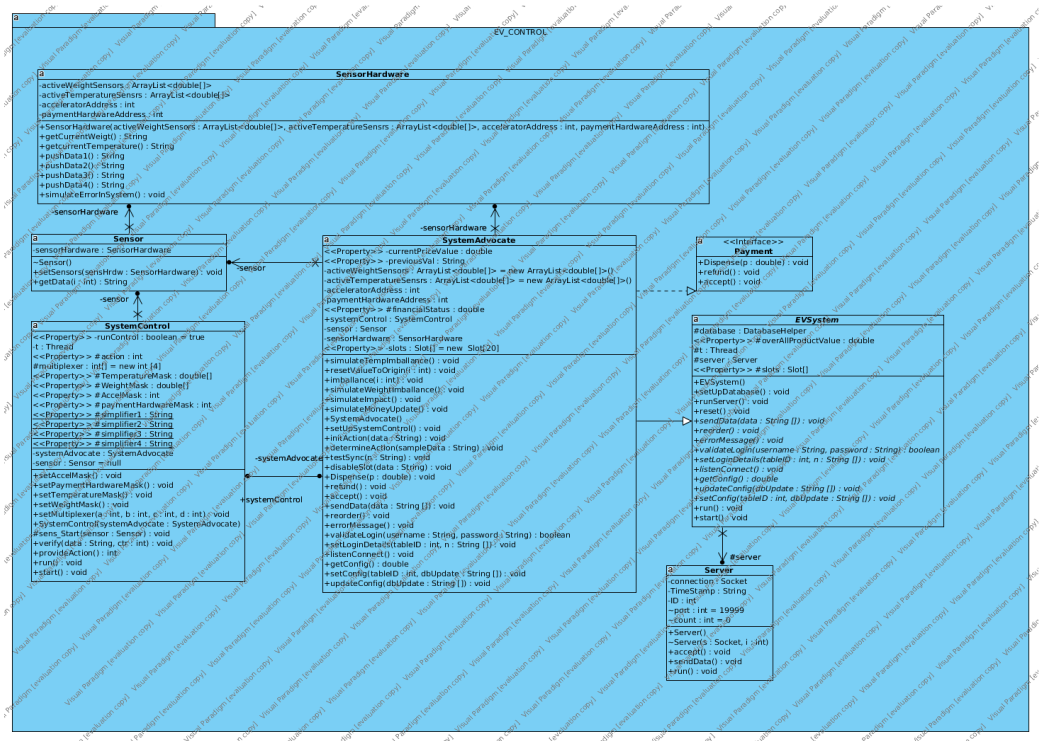 a
EV_CONTROL
a
SensorHardware
-activeWeightSensors : ArrayList<double[]>
-activeTemperatureSensrs : ArrayList<double[]>
-acceleratorAddress : int
-paymentHardwareAddress : int
+SensorHardware(activeWeightSensors : ArrayList<double[]>, activeTemperatureSensrs : ArrayList<double[]>, acceleratorAddress : int, paymentHardwareAddress : int)
+getCurrentWeigt() : String
+getcurrentTemperature() : String
+pushData1() : String
+pushData2() : String
+pushData3() : String
+pushData4() : String
+simulateErrorInSystem() : void
-sensorHardware
-sensorHardware
a
Sensor
-sensorHardware : SensorHardware
~Sensor()
+setSensors(sensHrdw : SensorHardware) : void
+getData(i : int) : String
-sensor
-sensor
a
SystemAdvocate
<<Property>> -currentPriceValue : double
<<Property>> -previousVal : String
-activeWeightSensors : ArrayList<double[]> = new ArrayList<double[]>()
-activeTemperatureSensors : ArrayList<double[]> = new ArrayList<double[]>()
-acceleratorAddress : int
-paymentHardwareAddress : int
<<Property>> #financialStatus : double
+systemControl : SystemControl
-sensor : Sensor
-sensorHardware : SensorHardware
<<Property>> -slots : Slot[] = new Slot[20]
+simulateTempImballance() : void
+resetValueToOrigin(i : int) : void
+imballance(i : int) : void
+simulateWeightImballance() : void
+simulateImpact() : void
+simulateMoneyUpdate() : void
+SystemAdvocate()
+setUpSystemControl() : void
+initAction(data : String) : void
+determineAction(sampleData : String) : void
+testSync(n : String) : void
+disableSlot(data : String) : void
+Dispense(p : double) : void
+refund() : void
+accept() : void
+sendData(data : String []) : void
+reorder() : void
+errorMessage() : void
+validateLogin(username : String, password : String) : boolean
+setLoginDetails(tableID : int, n : String []) : void
+listenConnect() : void
+getConfig() : double
+setConfig(tableID : int, dbUpdate : String []) : void
+updateConfig(dbUpdate : String []) : void
a
<<Interface>>
Payment
+Dispense(p : double) : void
+refund() : void
+accept() : void
a
SystemControl
<<Property>> -runControl : boolean = true
-t : Thread
<<Property>> #action : int
#multiplexer : int[] = new int [4]
<<Property>> #TemperatureMask : double[]
<<Property>> #WeightMask : double[]
<<Property>> #AccelMask : int
<<Property>> #paymentHardwareMask : int
<<Property>> #simplifier1 : String
<<Property>> #simplifier2 : String
<<Property>> #simplifier3 : String
<<Property>> #simplifier4 : String
-systemAdvocate : SystemAdvocate
-sensor : Sensor = null
+setAccelMask() : void
+setPaymentHardwareMask() : void
+setTemperatureMask() : void
+setWeightMask() : void
+setMultiplexer(a : int, b : int, c : int, d : int) : void
+SystemControl(systemAdvocate : SystemAdvocate)
#sens_Start(sensor : Sensor) : void
+verify(data : String, ctr : int) : void
+provideAction() : int
+run() : void
+start() : void
-systemAdvocate
+systemControl
a
EVSystem
#database : DatabaseHelper
<<Property>> #overAllProductValue : double
#t : Thread
#server : Server
<<Property>> #slots : Slot[]
+EVSystem()
+setUpDatabase() : void
+runServer() : void
+reset() : void
+sendData(data : String []) : void
+reorder() : void
+errorMessage() : void
+validateLogin(username : String, password : String) : boolean
+setLoginDetails(tableID : int, n : String []) : void
+listenConnect() : void
+getConfig() : double
+updateConfig(dbUpdate : String []) : void
+setConfig(tableID : int, dbUpdate : String []) : void
+run() : void
+start() : void
#server
a
Server
-connection : Socket
-TimeStamp : String
-ID : int
~port : int = 19999
~count : int = 0
+Server()
~Server(s : Socket, i : int)
+accept() : void
+sendData() : void
+run() : void
Visual Paradigm [evaluation copy]